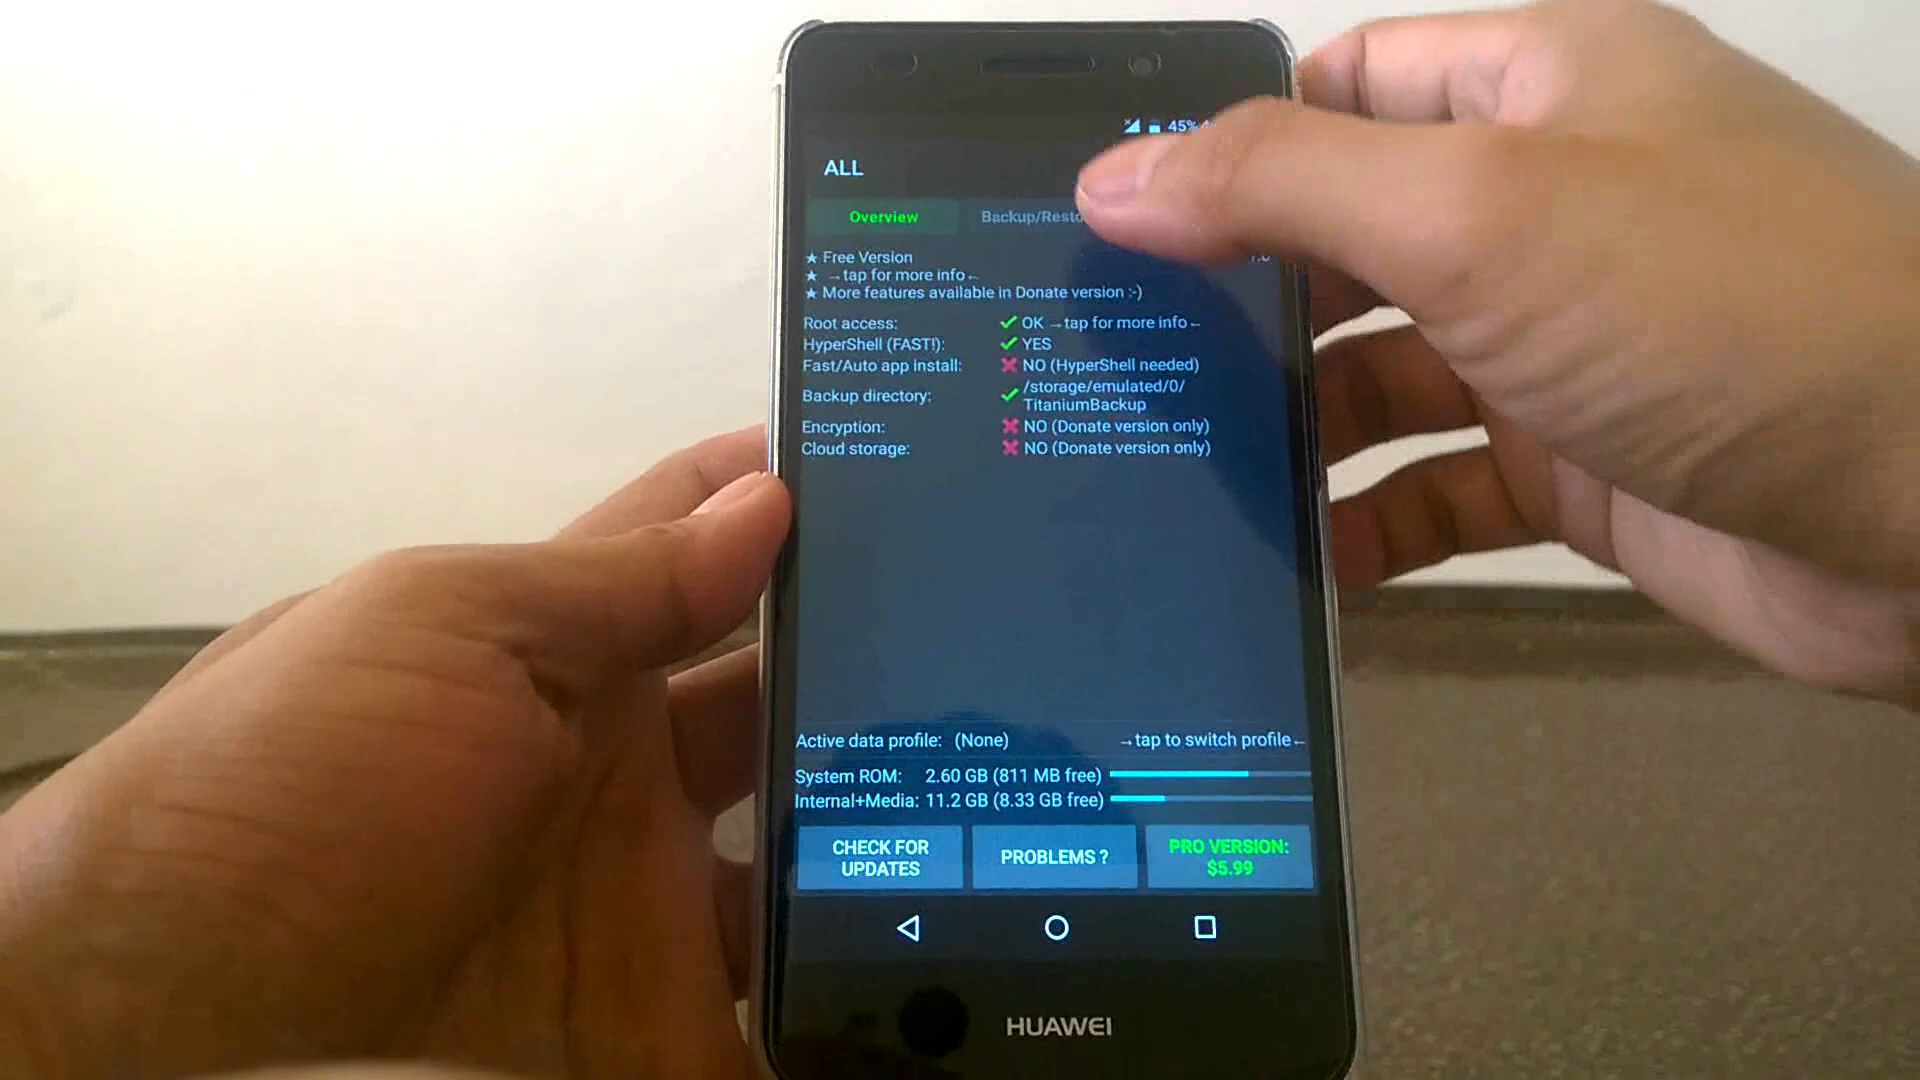 45%
ALL
Overview Backup/Resto
★ Free Version
★ →tap for more info←
★ More features available in Donate version :-)
Root access: ✔ OK →tap for more info←
HyperShell (FAST!): ✔ YES
Fast/Auto app install: ✘ NO (HyperShell needed)
Backup directory: ✔ /storage/emulated/0/
TitaniumBackup
Encryption: ✘ NO (Donate version only)
Cloud storage: ✘ NO (Donate version only)
Active data profile: (None) →tap to switch profile←
System ROM: 2.60 GB (811 MB free)
Internal+Media: 11.2 GB (8.33 GB free)
CHECK FOR
UPDATES
PROBLEMS ?
PRO VERSION:
$5.99
HUAWEI